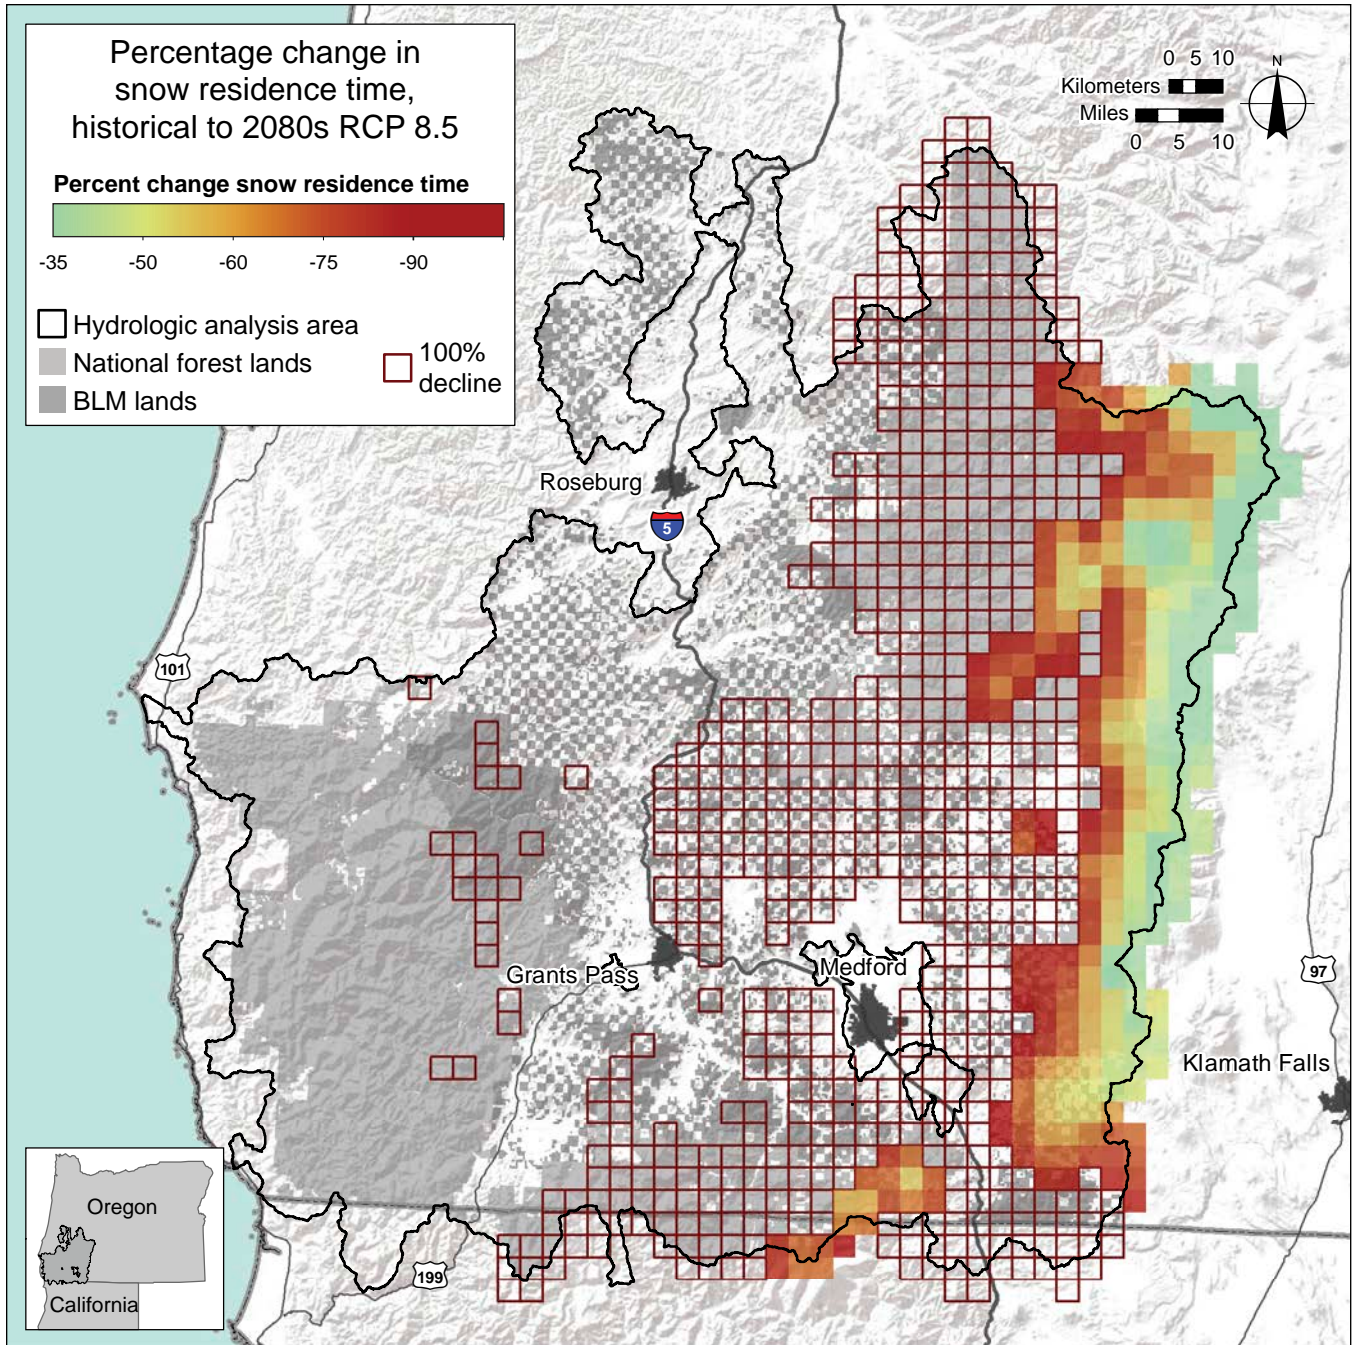 Percentage change in
snow residence time,
historical to 2080s RCP 8.5
Percent change snow residence time
-35 -50 -60 -75 -90
Hydrologic analysis area
National forest lands
BLM lands
100%
decline
0 5 10
Kilometers
Miles
0 5 10
N
Roseburg
5
101
Grants Pass
Medford
97
Klamath Falls
199
Oregon
California